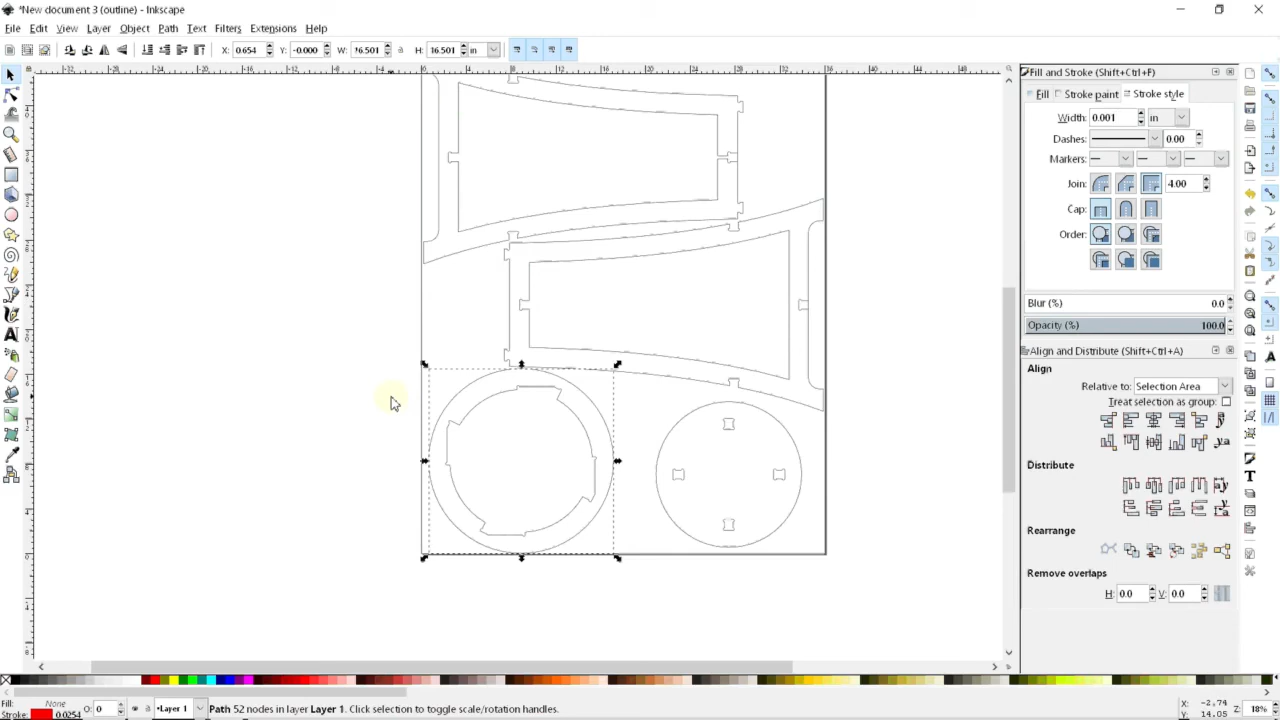 *New document 3 (outline) - Inkscape
File Edit View Layer Object Path Text Filters Extensions Help
X: 0.654 Y: -0.000 W: 16.501 H: 16.501 in
Fill and Stroke (Shift+Ctrl+F)
Fill Stroke paint Stroke style
Width: 0.001 in
Dashes: 0.00
Markers:
Join: 4.00
Cap:
Order:
Blur (%) 0.0
Opacity (%) 100.0
Align and Distribute (Shift+Ctrl+A)
Align
Relative to: Selection Area
Treat selection as group:
Distribute
Rearrange
Remove overlaps
H: 0.0 V: 0.0
Fill: None
Stroke: 0.0254
O: 0
Layer 1
Path 52 nodes in layer Layer 1. Click selection to toggle scale/rotation handles.
X: -2.74
Y: 14.05
Z: 18%